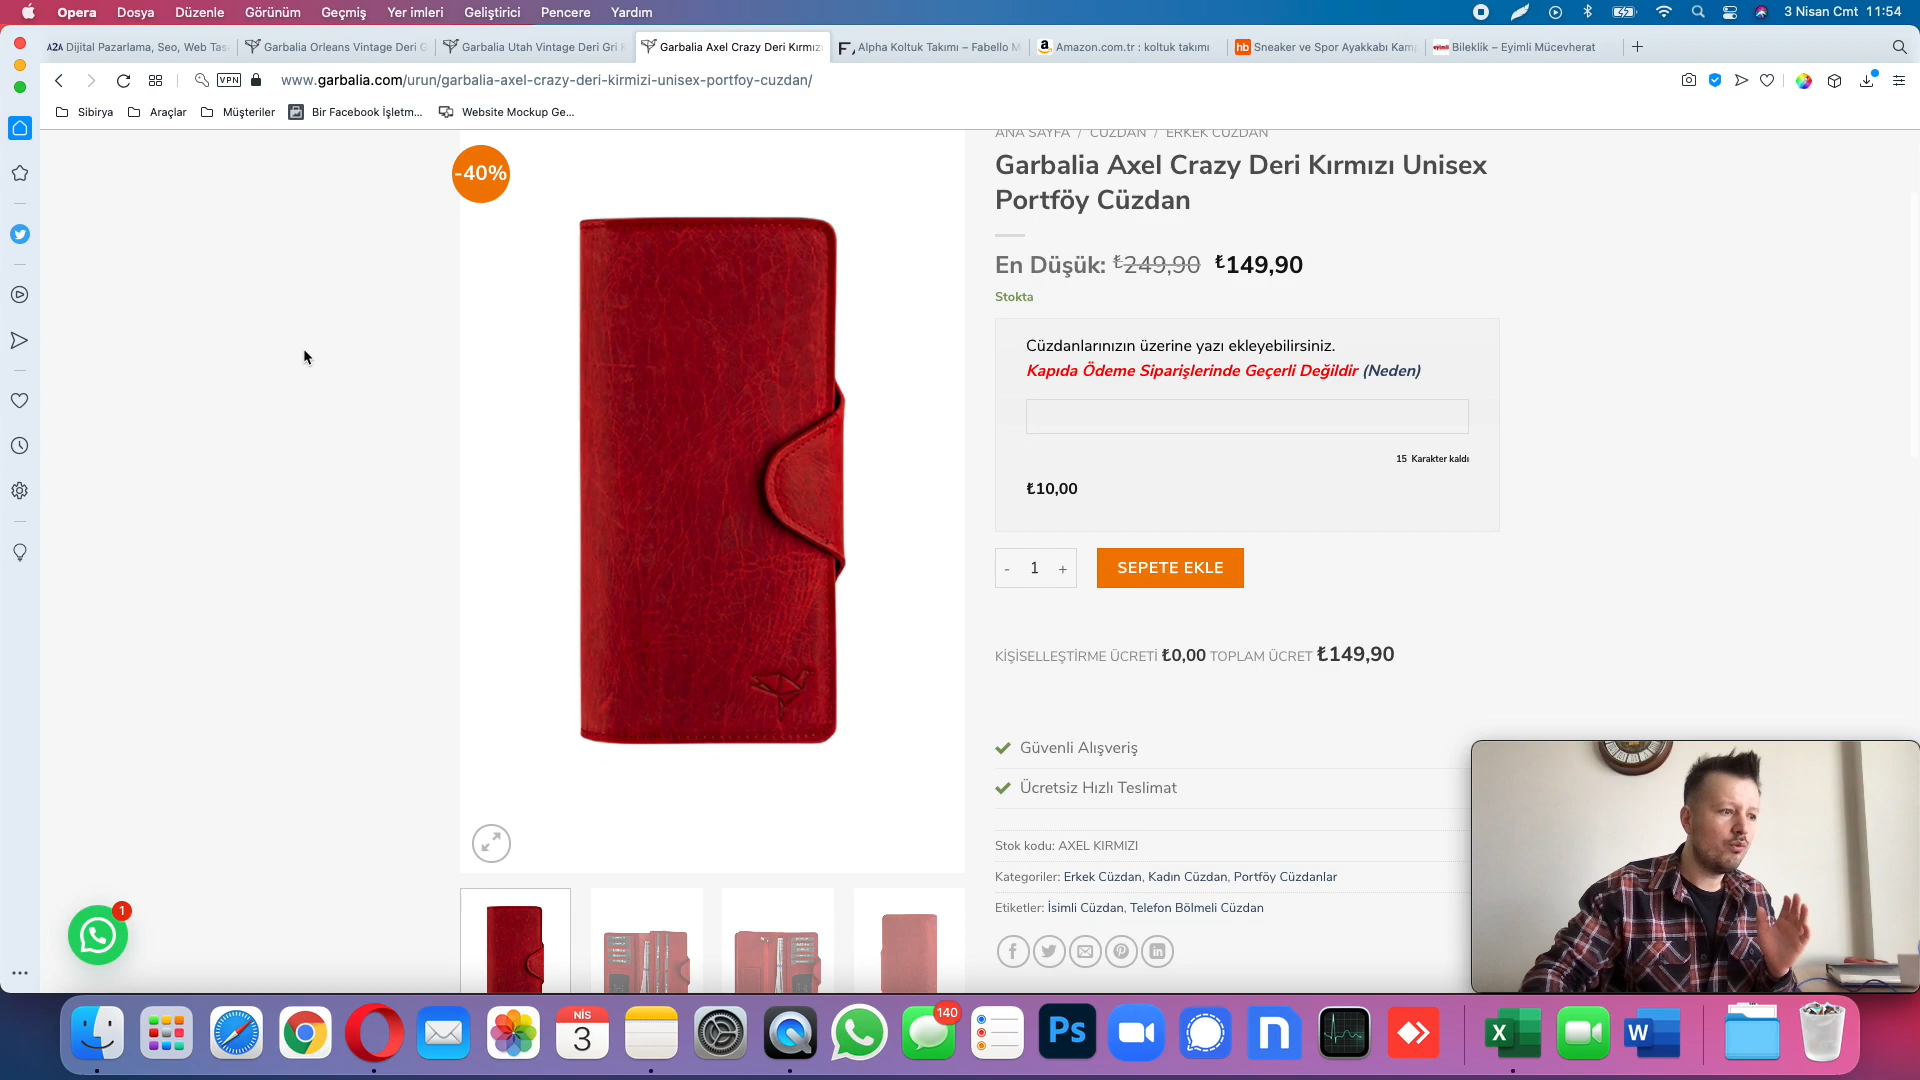 Opera Dosya Düzenle Görünüm Geçmiş Yer imleri Geliştirici Pencere Yardım
3 Nisan Cmt 11:54
A2A Dijital Pazarlama, Seo, Web Tas
Garbalia Orleans Vintage Deri G
Garbalia Utah Vintage Deri Gri K
Garbalia Axel Crazy Deri Kırmızı
Alpha Koltuk Takımı – Fabello M
Amazon.com.tr : koltuk takımı
hb Sneaker ve Spor Ayakkabı Kam
Bileklik – Eyimli Mücevherat
VPN www.garbalia.com/urun/garbalia-axel-crazy-deri-kirmizi-unisex-portfoy-cuzdan/
Sibirya Araçlar Müşteriler Bir Facebook İşletm... Website Mockup Ge...
ANA SAYFA / CÜZDAN / ERKEK CÜZDAN
-40%
Garbalia Axel Crazy Deri Kırmızı Unisex
Portföy Cüzdan
En Düşük: ₺249,90 ₺149,90
Stokta
Cüzdanlarınızın üzerine yazı ekleyebilirsiniz.
Kapıda Ödeme Siparişlerinde Geçerli Değildir (Neden)
15 Karakter kaldı
₺10,00
- 1 +
SEPETE EKLE
KİŞİSELLEŞTİRME ÜCRETİ ₺0,00 TOPLAM ÜCRET ₺149,90
Güvenli Alışveriş
Ücretsiz Hızlı Teslimat
Stok kodu: AXEL KIRMIZI
Kategoriler: Erkek Cüzdan, Kadın Cüzdan, Portföy Cüzdanlar
Etiketler: İsimli Cüzdan, Telefon Bölmeli Cüzdan
1
NİS
3
140
Ps
X
W